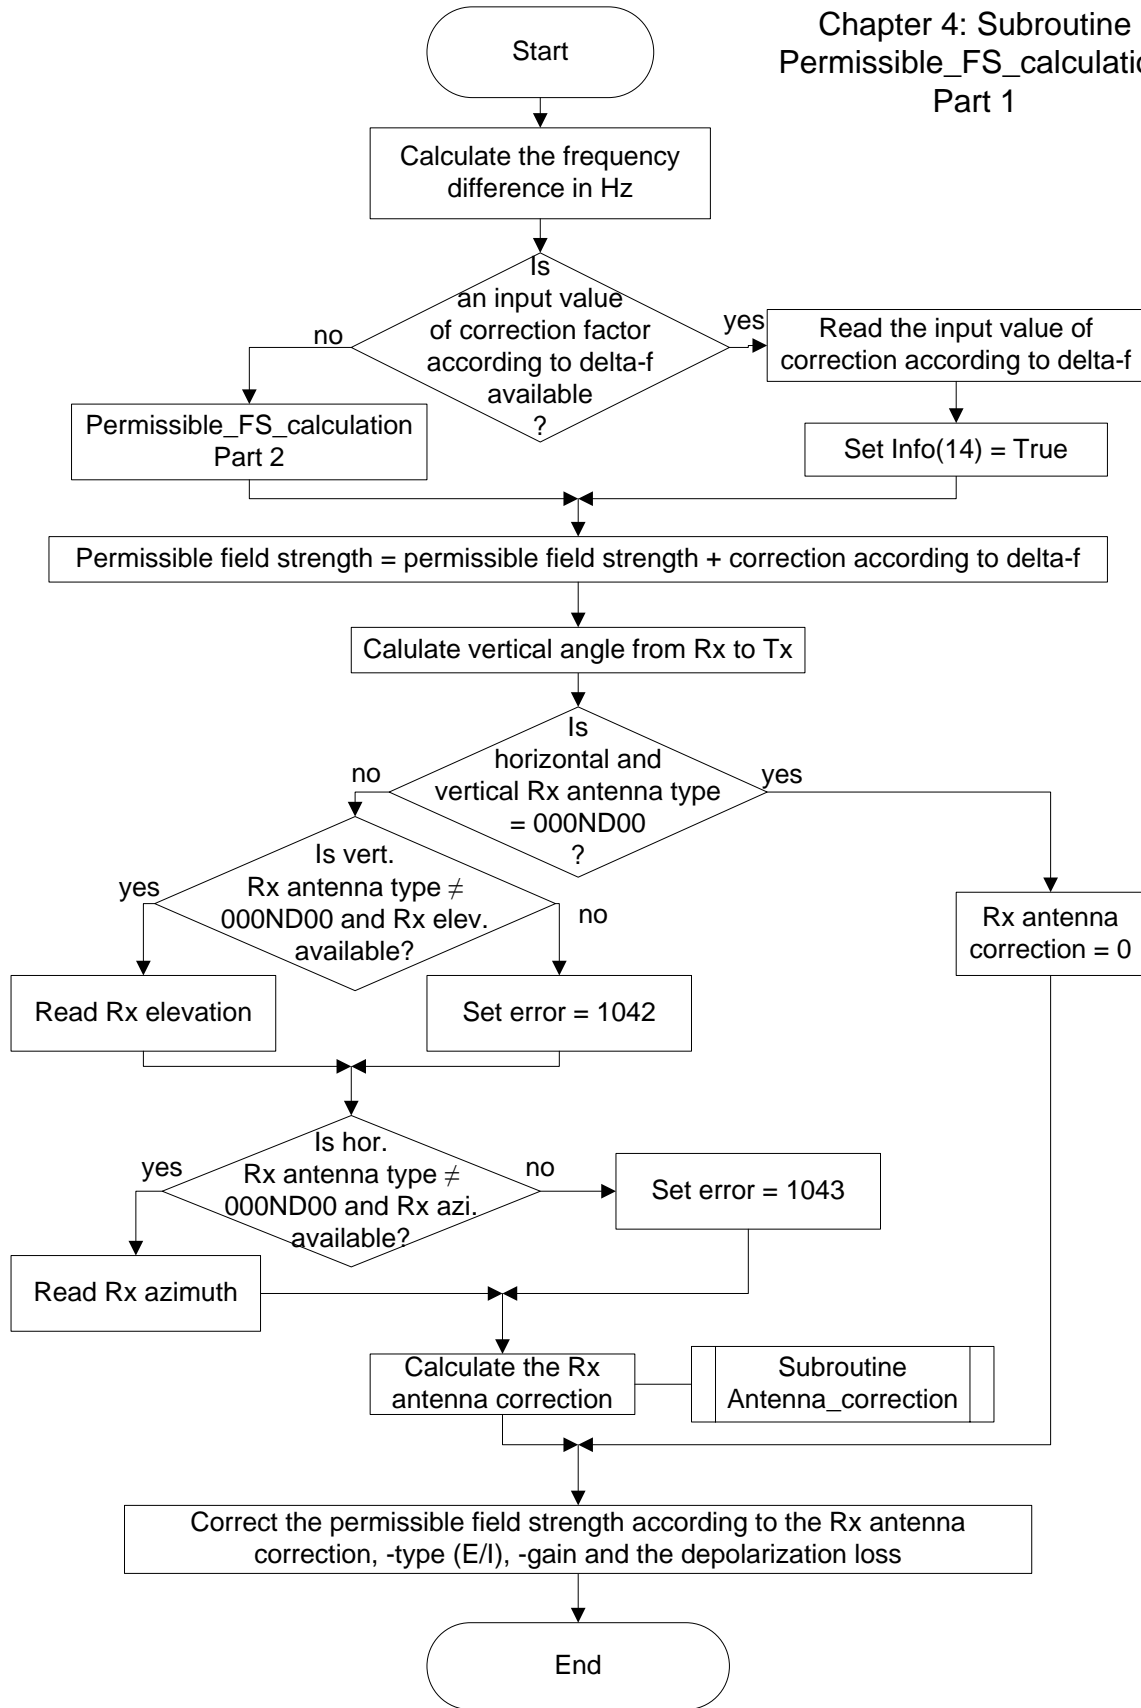 Chapter 4: Subroutine
Permissible_FS_calculatio
Part 1
Start
Calculate the frequency
difference in Hz
Is
an input value
of correction factor
according to delta-f
available
?
no
yes
Read the input value of
correction according to delta-f
Permissible_FS_calculation
Part 2
Set Info(14) = True
Permissible field strength = permissible field strength + correction according to delta-f
Calulate vertical angle from Rx to Tx
Is
horizontal and
vertical Rx antenna type
= 000ND00
?
no
yes
Is vert.
Rx antenna type ≠
000ND00 and Rx elev.
available?
yes
no
Rx antenna
correction = 0
Read Rx elevation
Set error = 1042
Is hor.
Rx antenna type ≠
000ND00 and Rx azi.
available?
yes
no
Set error = 1043
Read Rx azimuth
Calculate the Rx
antenna correction
Subroutine
Antenna_correction
Correct the permissible field strength according to the Rx antenna
correction, -type (E/I), -gain and the depolarization loss
End